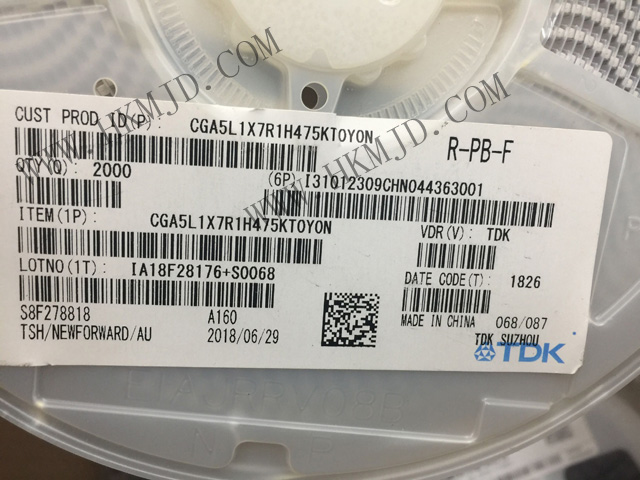 WWW.HKMJD.COM
WWW.HKMJD.COM
CUST PROD ID(P): CGA5L1X7R1H475KT0Y0N R-PB-F
QTY(Q): 2000 (6P) I31012309CHN044363001
ITEM(1P): CGA5L1X7R1H475KT0Y0N VDR(V): TDK
LOTNO(1T): IA18F28176+S0068 DATE CODE(T): 1826
S8F278818 A160 MADE IN CHINA 068/087
TSH/NEWFORWARD/AU 2018/06/29 TDK SUZHOU
TDK